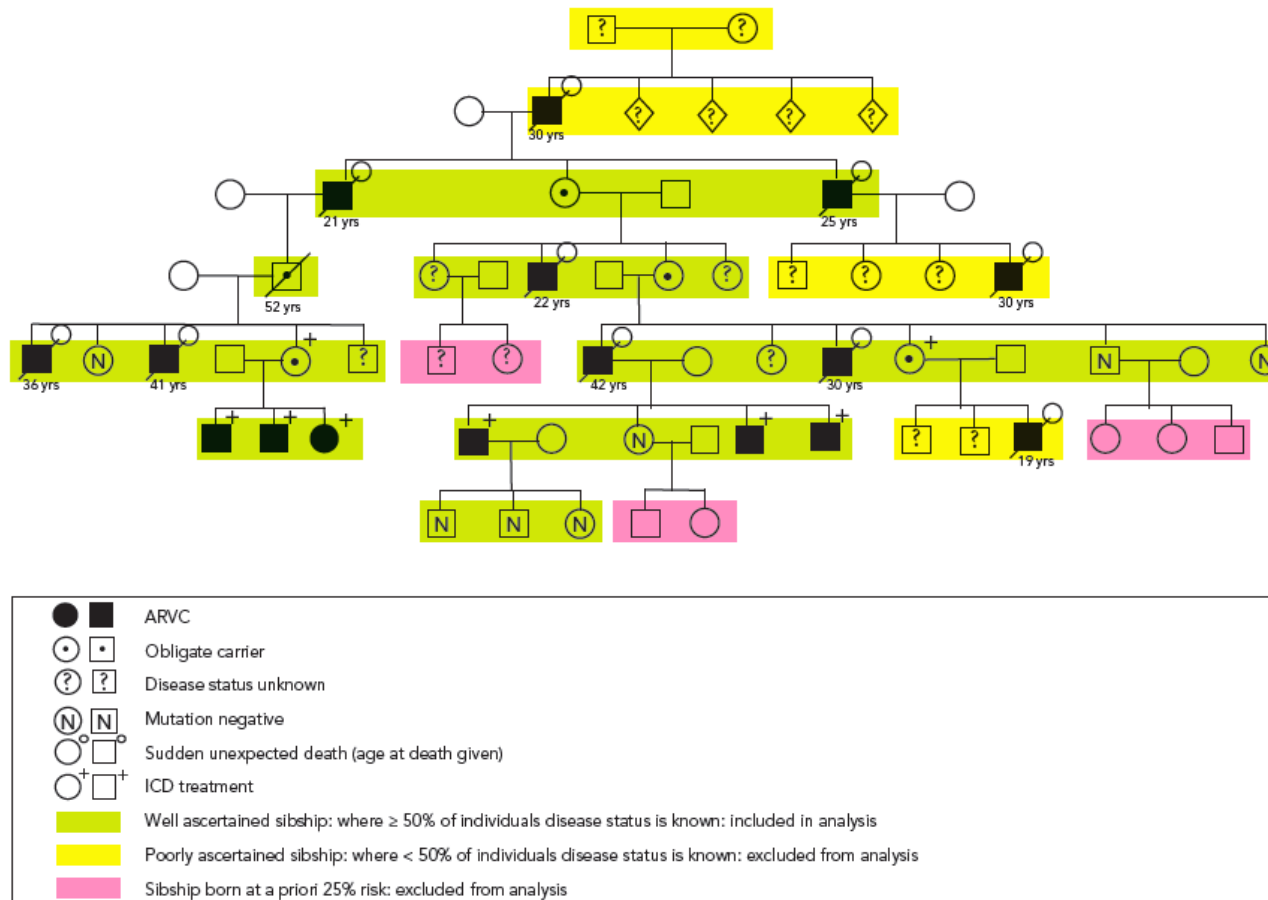 ? ?
30 yrs ? ? ? ?
21 yrs 25 yrs
52 yrs ? 22 yrs ? ? ? ? 30 yrs
36 yrs N 41 yrs + ? ? ? 42 yrs ? 30 yrs + N N
+ + + + N + + ? ? 19 yrs
N N N
ARVC
Obligate carrier
? ? Disease status unknown
N N Mutation negative
Sudden unexpected death (age at death given)
+ + ICD treatment
Well ascertained sibship: where ≥ 50% of individuals disease status is known: included in analysis
Poorly ascertained sibship: where < 50% of individuals disease status is known: excluded from analysis
Sibship born at a priori 25% risk: excluded from analysis